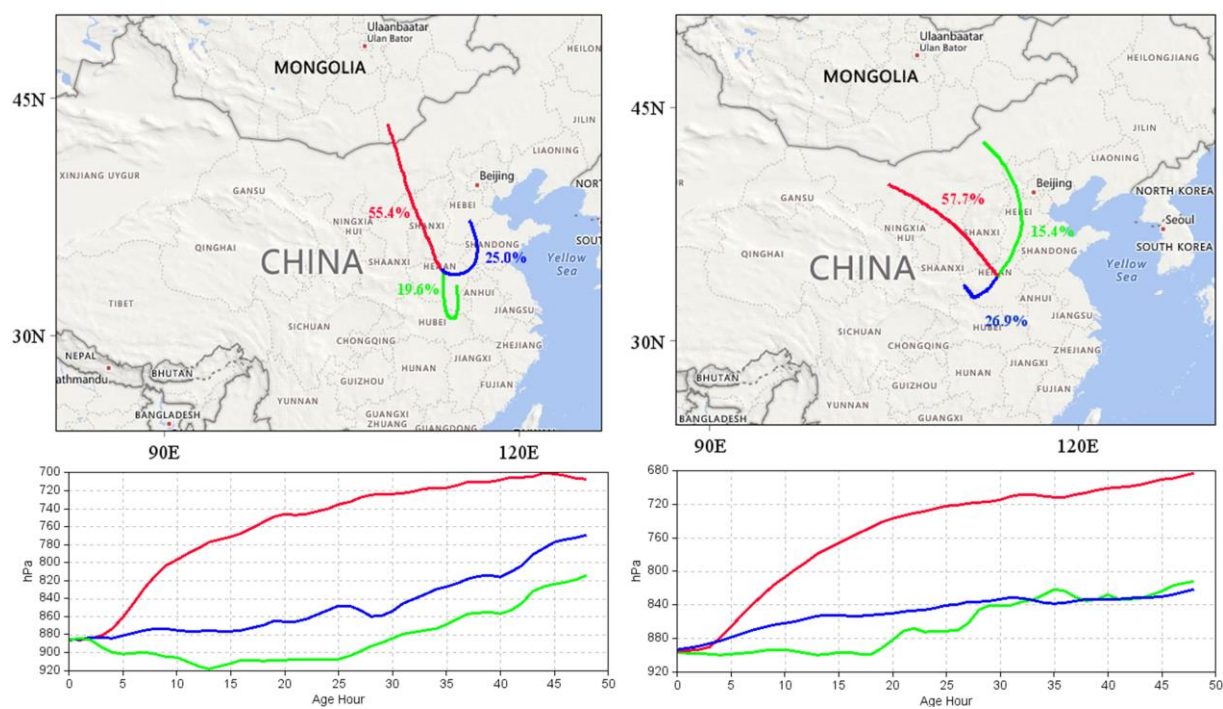 Ulaanbaatar
Ulan Bator
MONGOLIA
HEILONG
45N
JILIN
XINJIANG UYGUR
LIAONING
GANSU
Beijing
HEBEI
NORT
55.4%
NINGXIA
HUI
SHANXI
SHANDONG
SOUT
QINGHAI
CHINA
SHAANXI
HENAN
25.0%
Yellow
Sea
19.6%
ANHUI
JIANGSU
TIBET
HUBEI
30N
SICHUAN
CHONGQING
ZHEJIANG
NEPAL
athmandu
BHUTAN
HUNAN
JIANGXI
GUIZHOU
FUJIAN
YUNNAN
BANGLADESH
GUANGXI
ZHUANG
GUANGDONG
90E
120E
Ulaanbaatar
Ulan Bator
MONGOLIA
HEILONGJIANG
45N
JILIN
LIAONING
GANSU
Beijing
NORTH KOREA
57.7%
HEBEI
NINGXIA
HUI
SHANXI
15.4%
Seoul
SHANDONG
SOUTH KOREA
QINGHAI
CHINA
SHAANXI
HENAN
Yellow
Sea
ANHUI
JIANGSU
TIBET
HUBEI
26.9%
30N
SICHUAN
CHONGQING
ZHEJIANG
HUNAN
JIANGXI
BHUTAN
GUIZHOU
FUJIAN
YUNNAN
BANGLADESH
GUANGXI
90E
120E
700
720
740
760
780
800
820
840
860
880
900
920
hPa
0 5 10 15 20 25 30 35 40 45 50
Age Hour
680
720
760
800
840
880
920
hPa
0 5 10 15 20 25 30 35 40 45 50
Age Hour